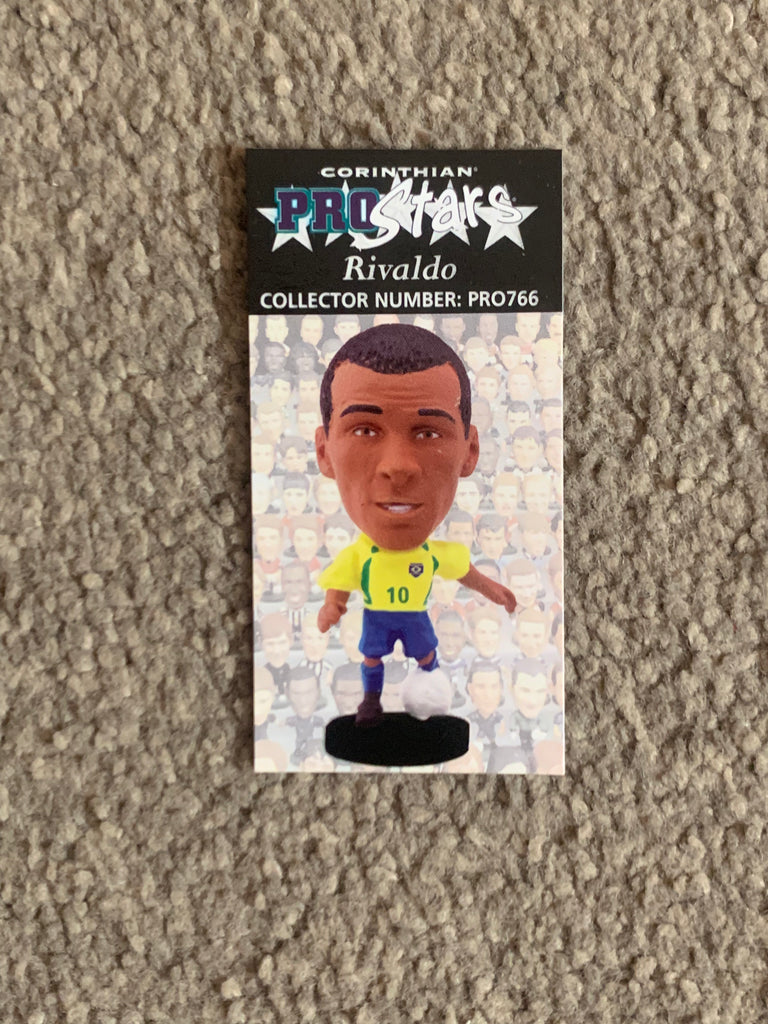 CORINTHIAN®
PROStars
Rivaldo
COLLECTOR NUMBER: PRO766
10